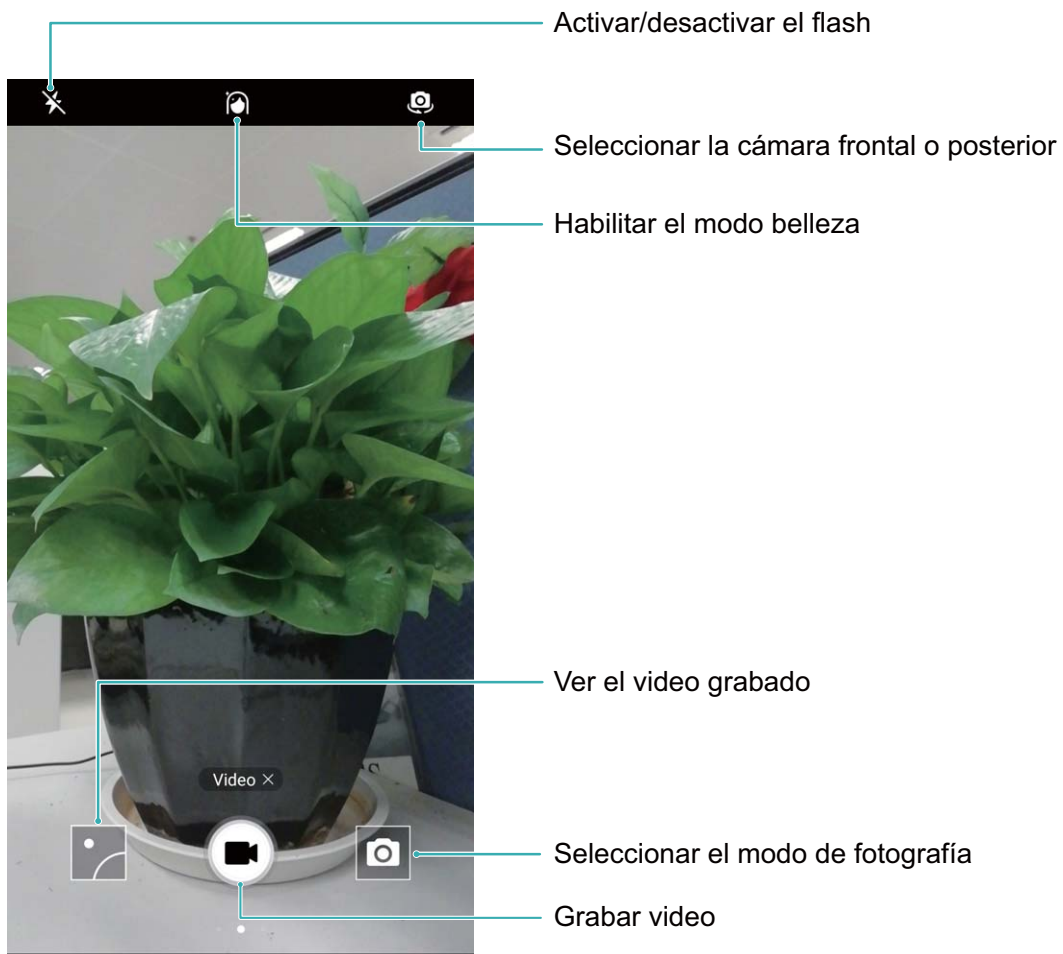 Activar/desactivar el flash
Seleccionar la cámara frontal o posterior
Habilitar el modo belleza
Ver el video grabado
Video ×
Seleccionar el modo de fotografía
Grabar video